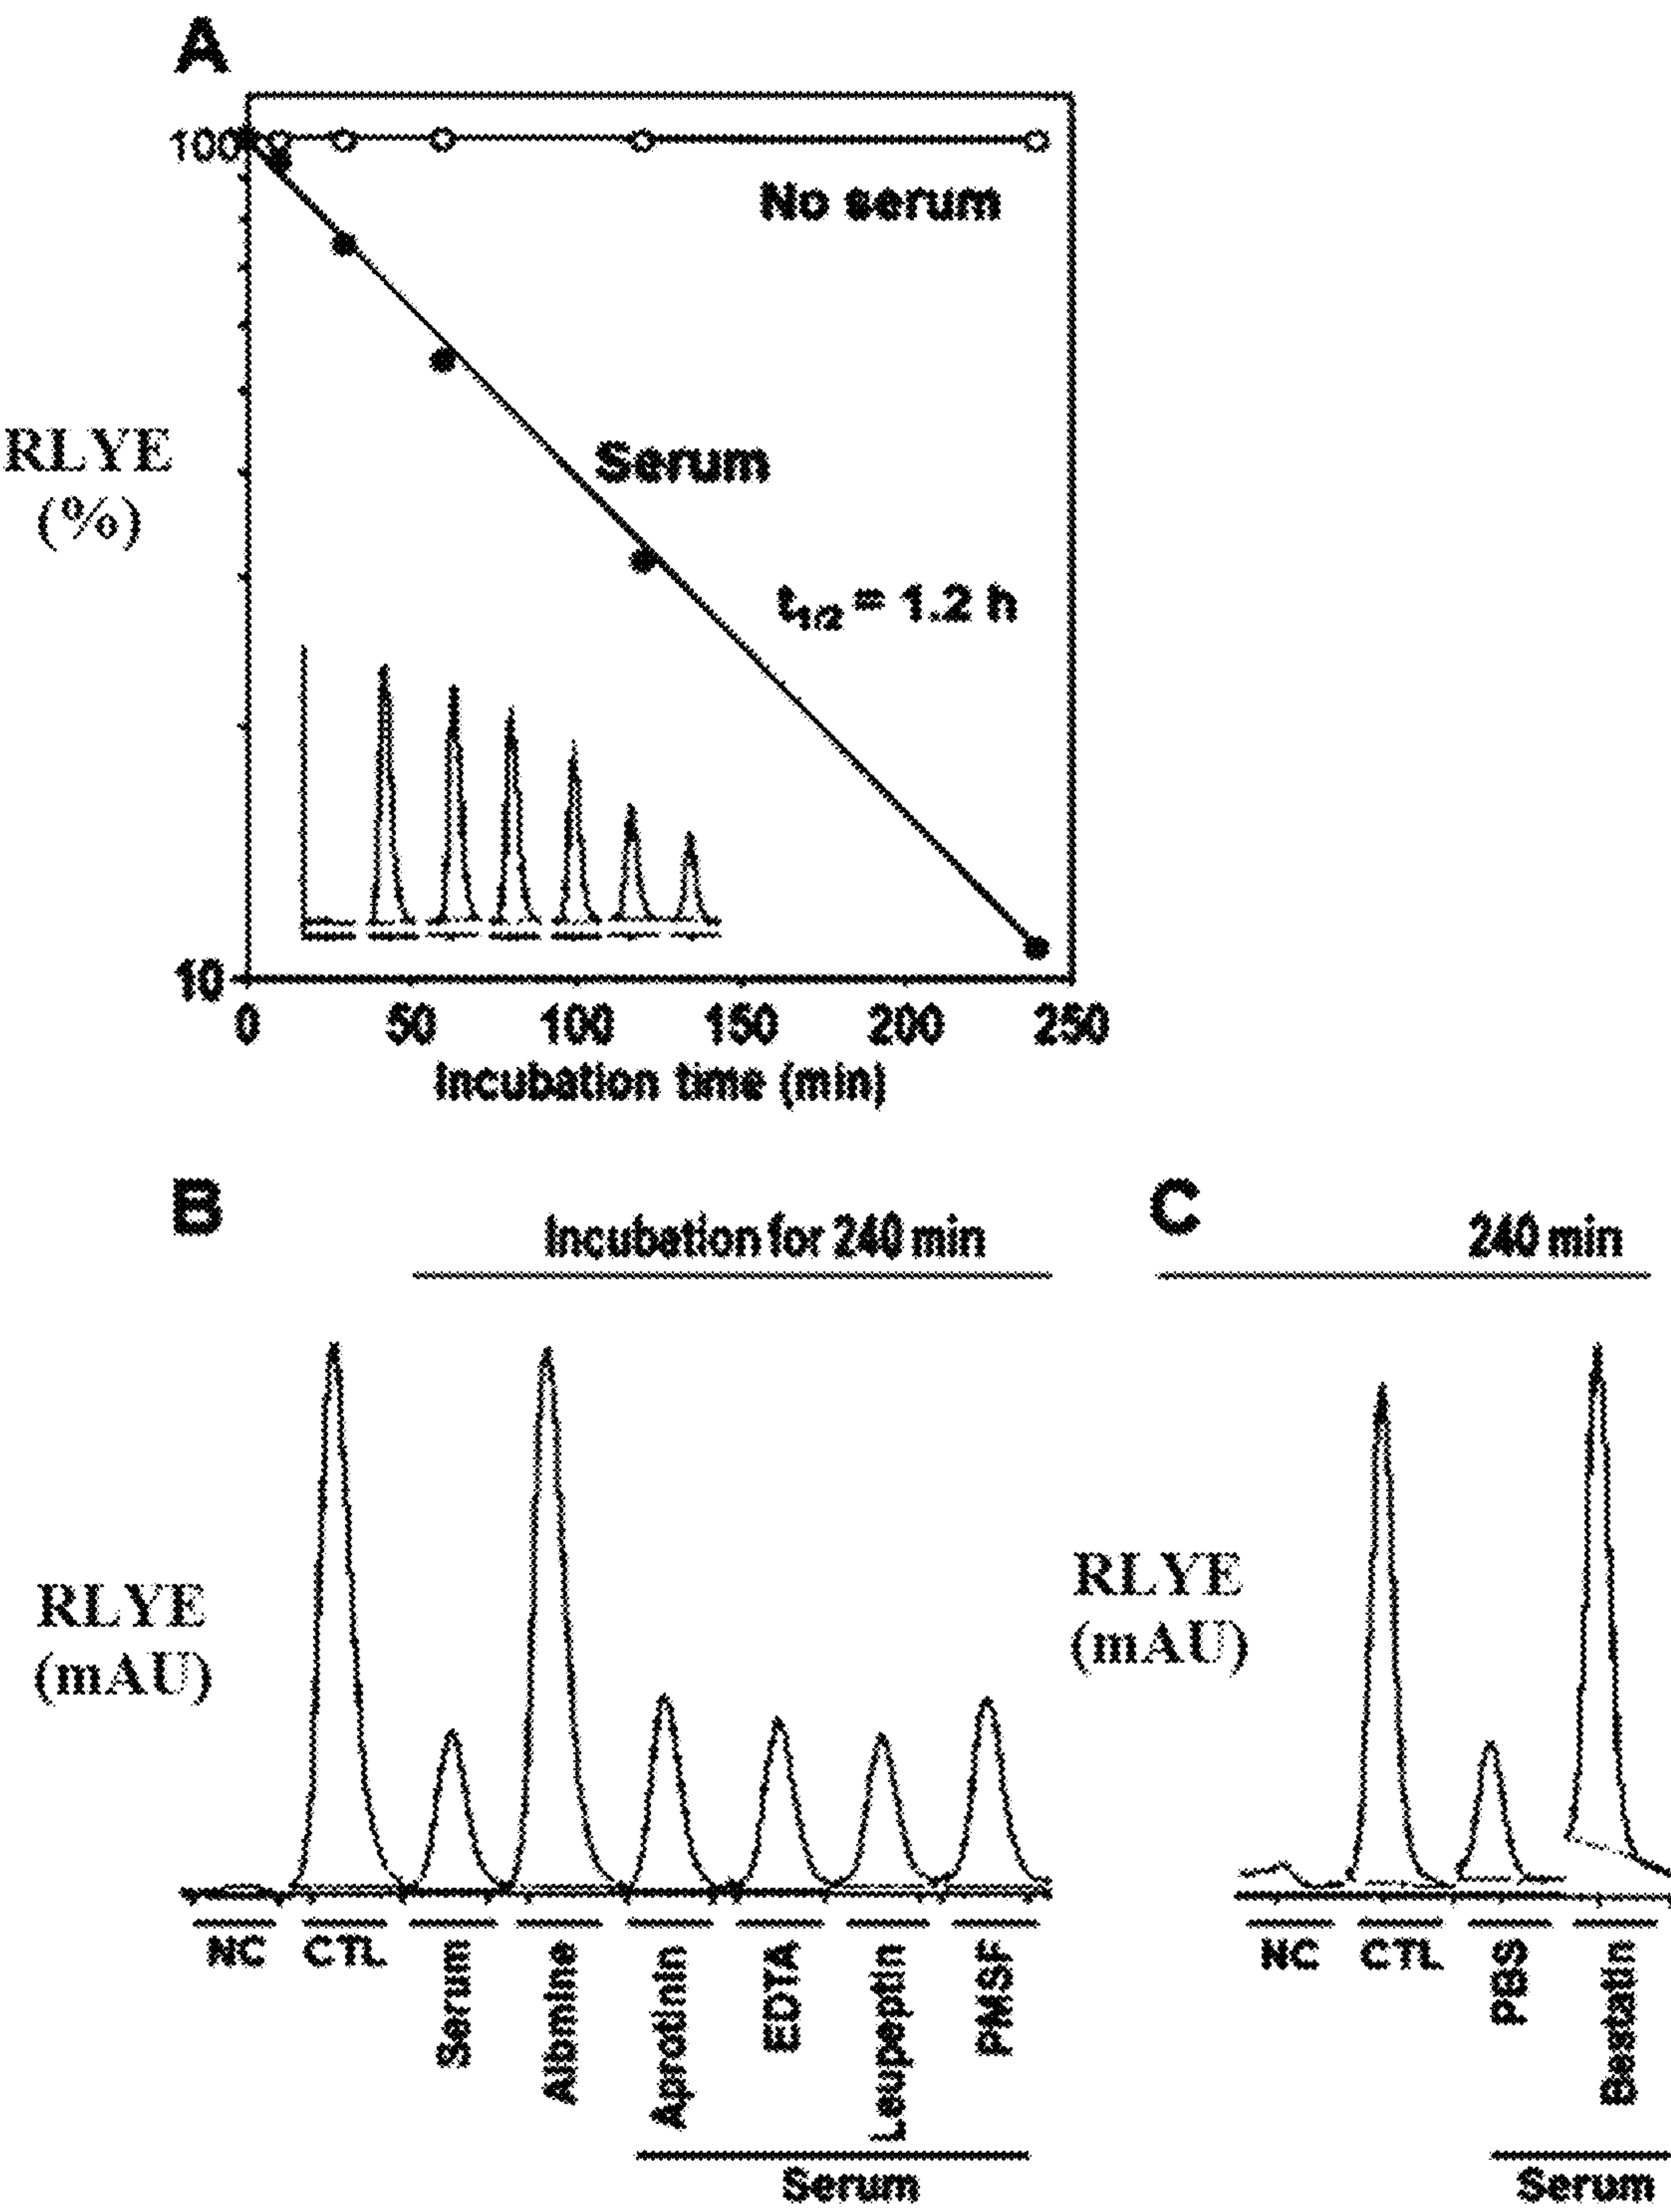 A
100
No serum
RLYE
(%)
Serum
t1/2 = 1.2 h
10
0 50 100 150 200 250
Incubation time (min)
B
Incubation for 240 min
RLYE
(mAU)
NC CTL Serum Albmine Aprotinin EDTA Leupeptin PMSF
Serum
C
240 min
RLYE
(mAU)
NC CTL PBS Bestatin
Serum